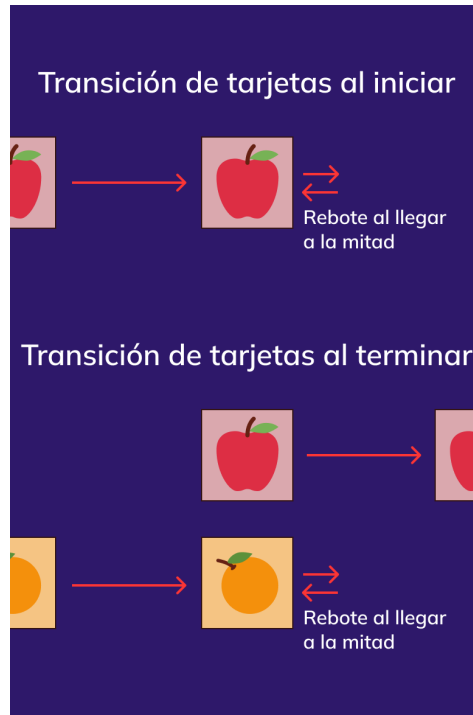 Transición de tarjetas al iniciar
Rebote al llegar
a la mitad
Transición de tarjetas al terminar
Rebote al llegar
a la mitad